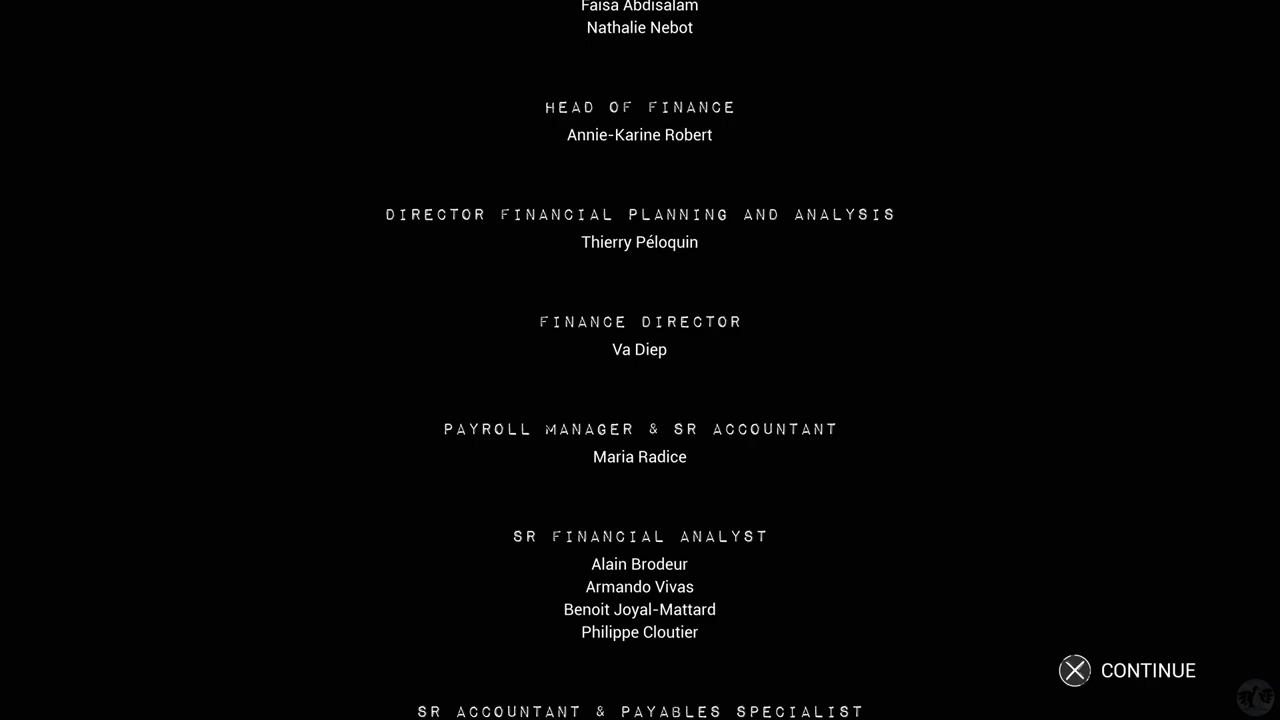 Faisa Abdisalam
Nathalie Nebot
HEAD OF FINANCE
Annie-Karine Robert
DIRECTOR FINANCIAL PLANNING AND ANALYSIS
Thierry Péloquin
FINANCE DIRECTOR
Va Diep
PAYROLL MANAGER & SR ACCOUNTANT
Maria Radice
SR FINANCIAL ANALYST
Alain Brodeur
Armando Vivas
Benoit Joyal-Mattard
Philippe Cloutier
CONTINUE
SR ACCOUNTANT & PAYABLES SPECIALIST